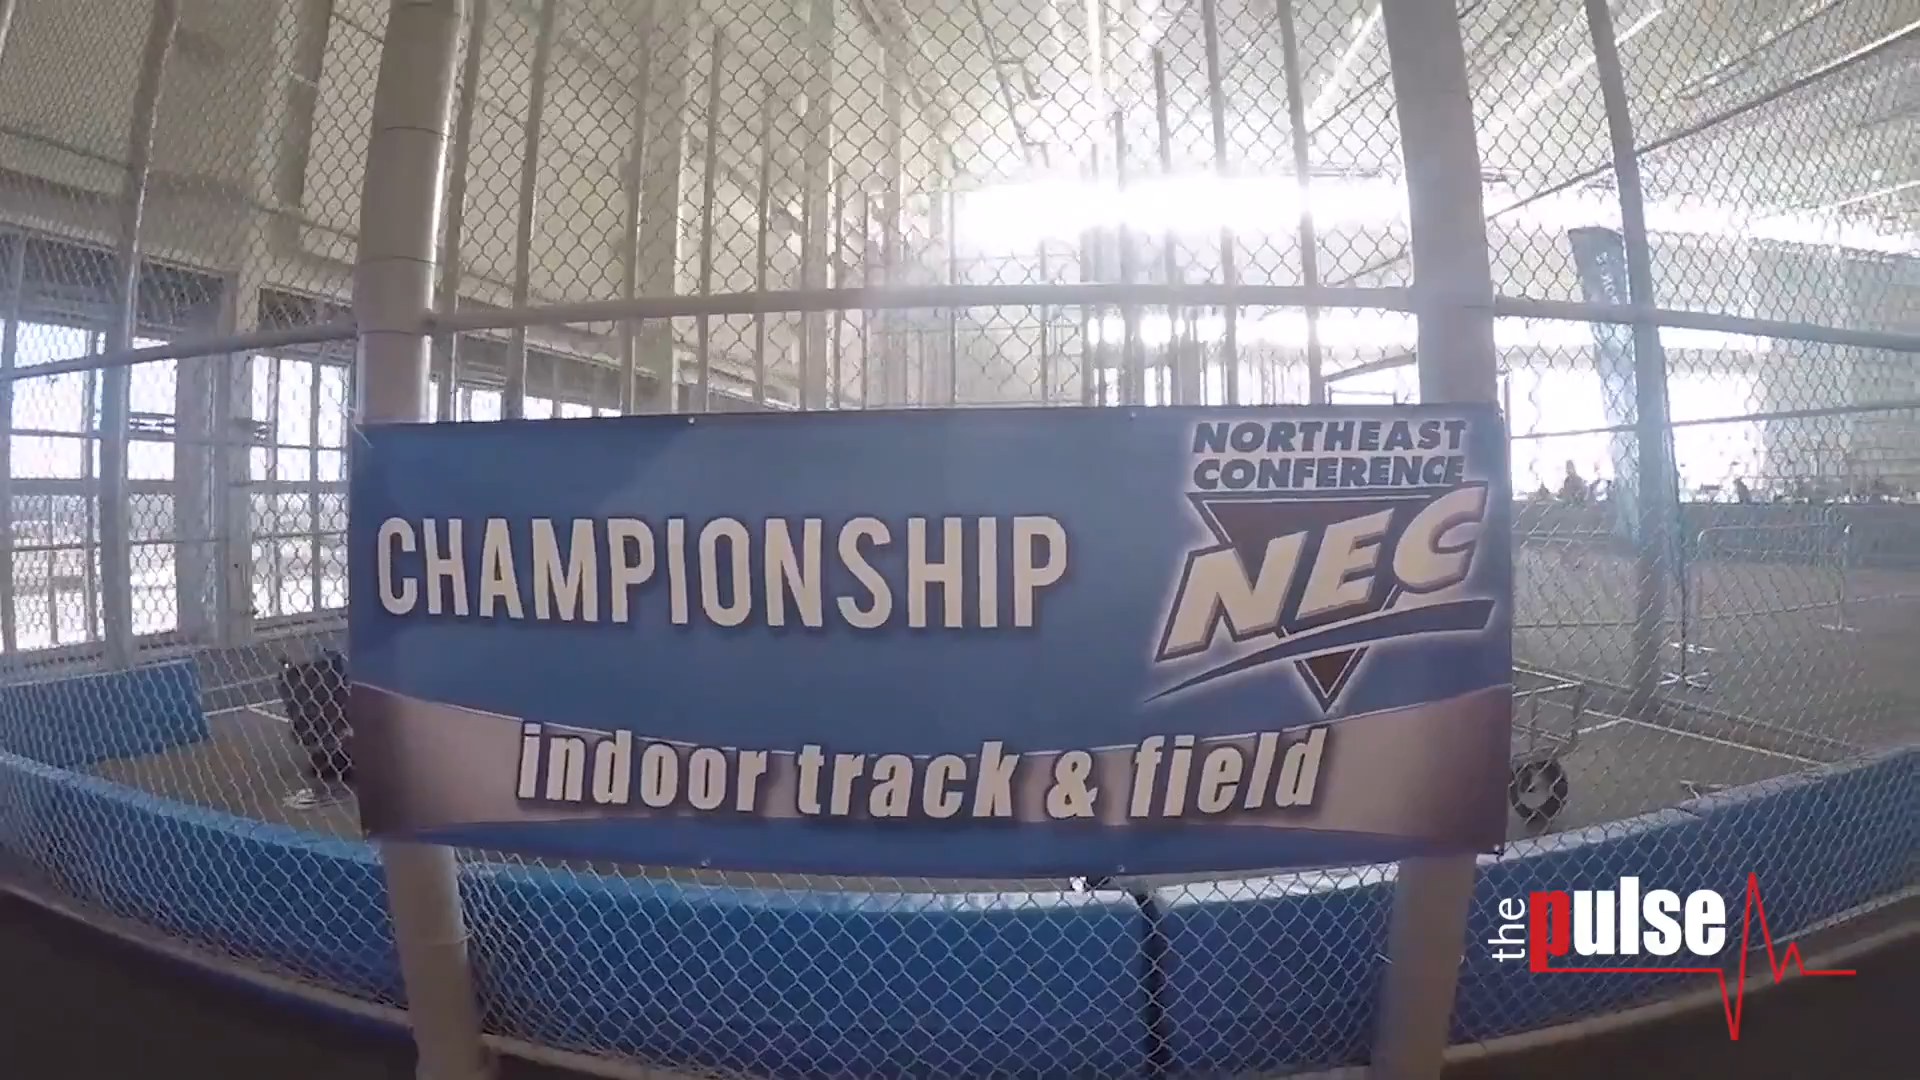 NORTHEAST
CONFERENCE
CHAMPIONSHIP
NEC
indoor track & field
the pulse